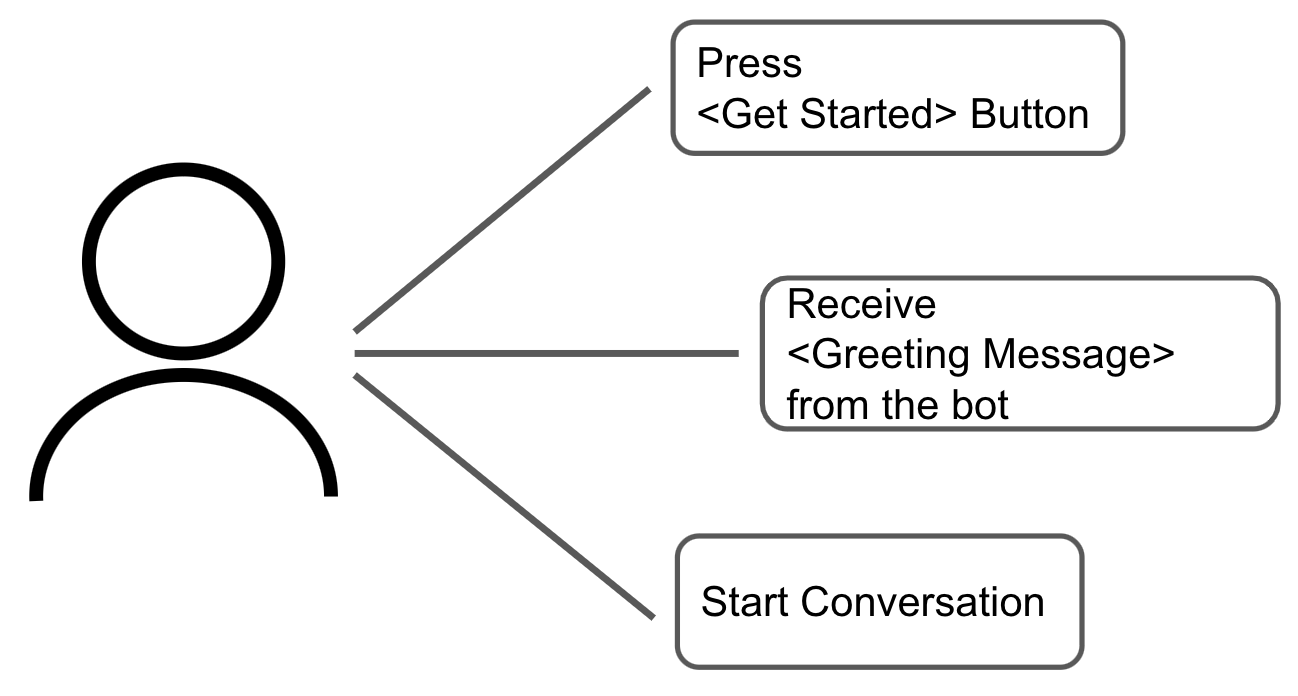 Press
<Get Started> Button
Receive
<Greeting Message>
from the bot
Start Conversation